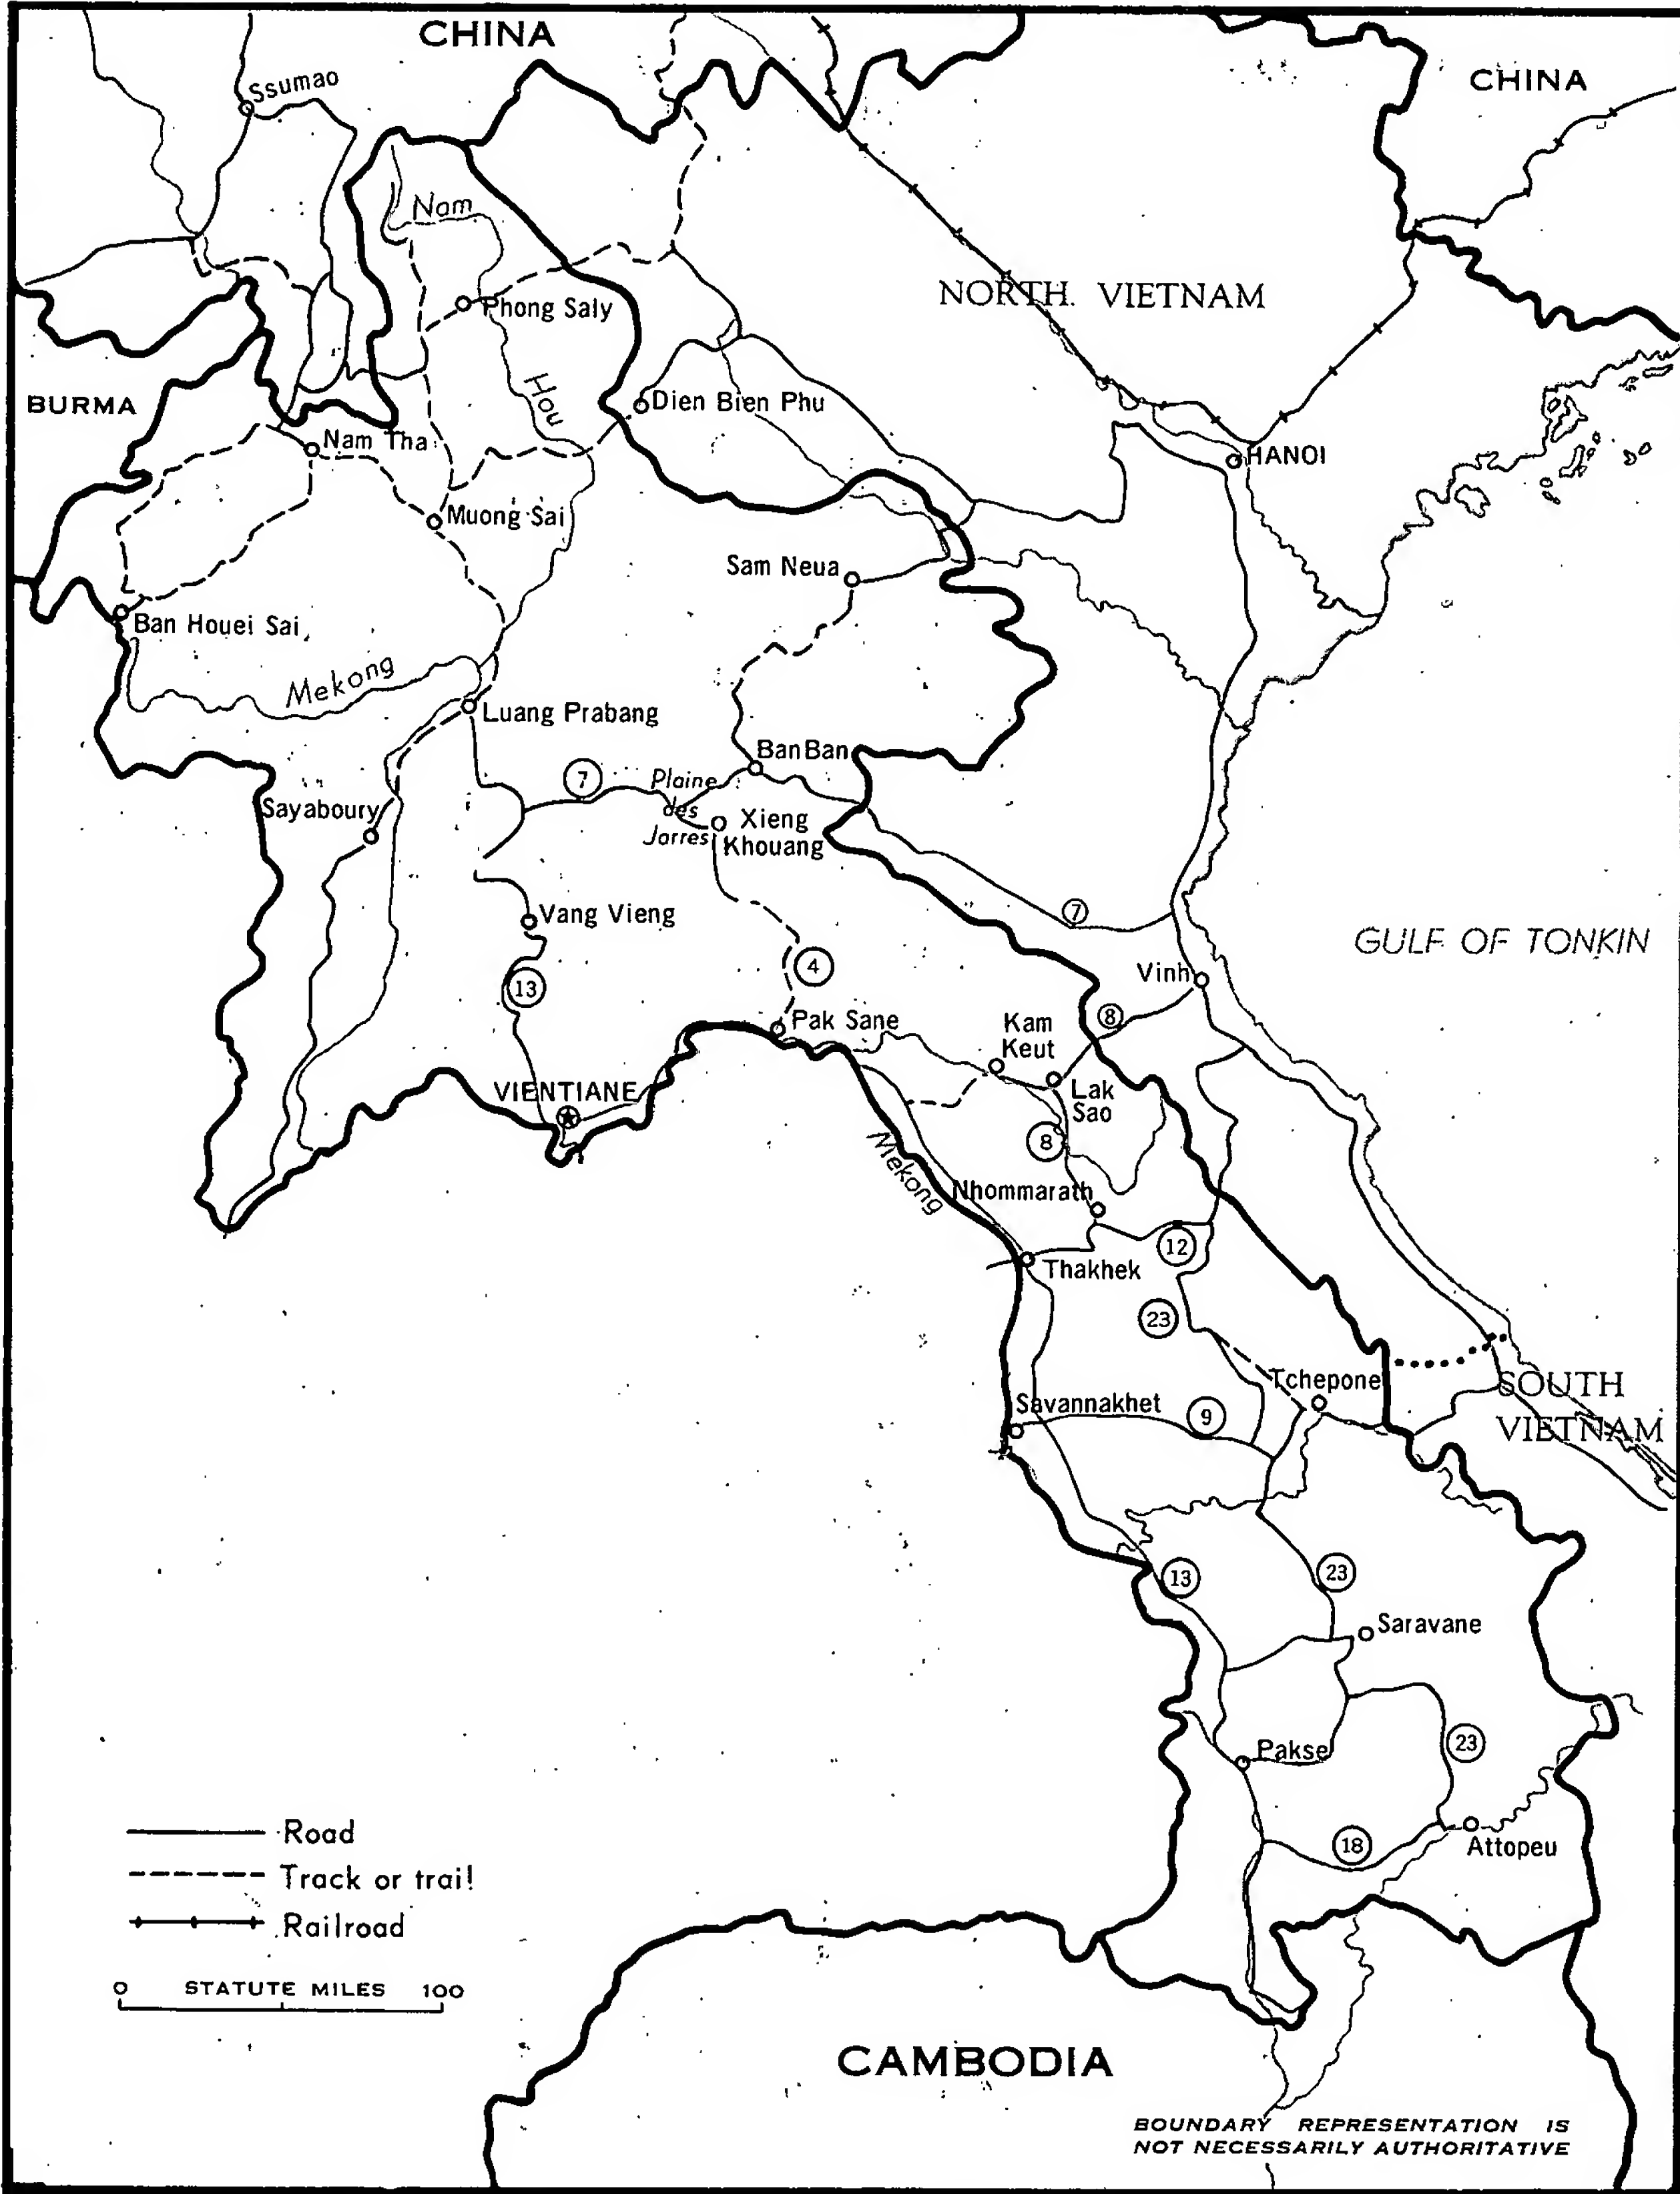 CHINA
CHINA
Ssumao
Nam
NORTH. VIETNAM
Phong Saly
BURMA
Hou
Dien Bien Phu
Nam Tha
HANOI
Muong Sai
Sam Neua
Ban Houei Sai
Mekong
Luang Prabang
Ban Ban
7
Plaine
des
Jarres
Sayaboury
Xieng
Khouang
7
Vang Vieng
GULF OF TONKIN
4
Vinh
13
8
Pak Sane
Kam
Keut
VIENTIANE
Lak
Sao
8
Mekong
Nhommarath
12
Thakhek
23
Tchepone
SOUTH
VIETNAM
Savannakhet
9
13
23
Saravane
23
Pakse
18
Attopeu
Road
Track or trail
Railroad
0 STATUTE MILES 100
CAMBODIA
BOUNDARY REPRESENTATION IS
NOT NECESSARILY AUTHORITATIVE